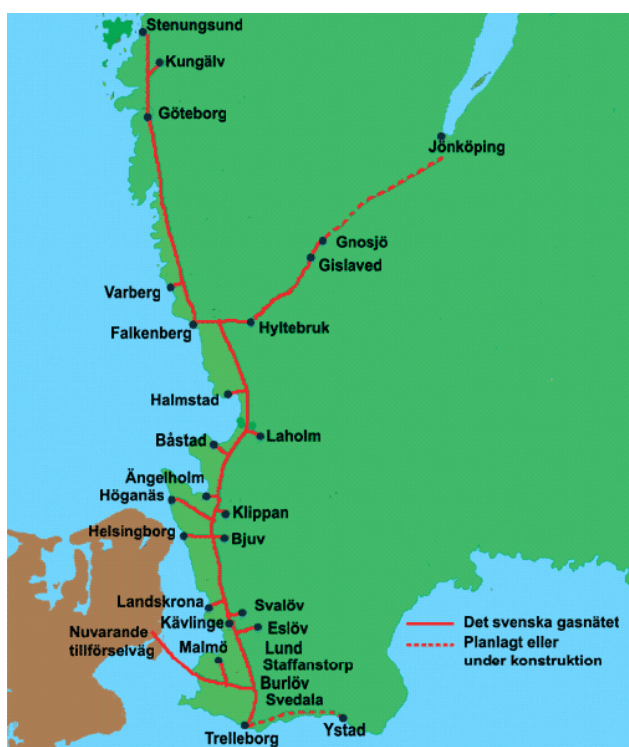 Stenungsund
Kungälv
Göteborg
Jönköping
Gnosjö
Gislaved
Varberg
Falkenberg
Hyltebruk
Halmstad
Laholm
Båstad
Ängelholm
Höganäs
Klippan
Helsingborg
Bjuv
Landskrona
Svalöv
Kävlinge
Eslöv
Nuvarande
tillförselväg
Malmö
Lund
Staffanstorp
Burlöv
Svedala
Trelleborg
Ystad
Det svenska gasnätet
Planlagt eller
under konstruktion